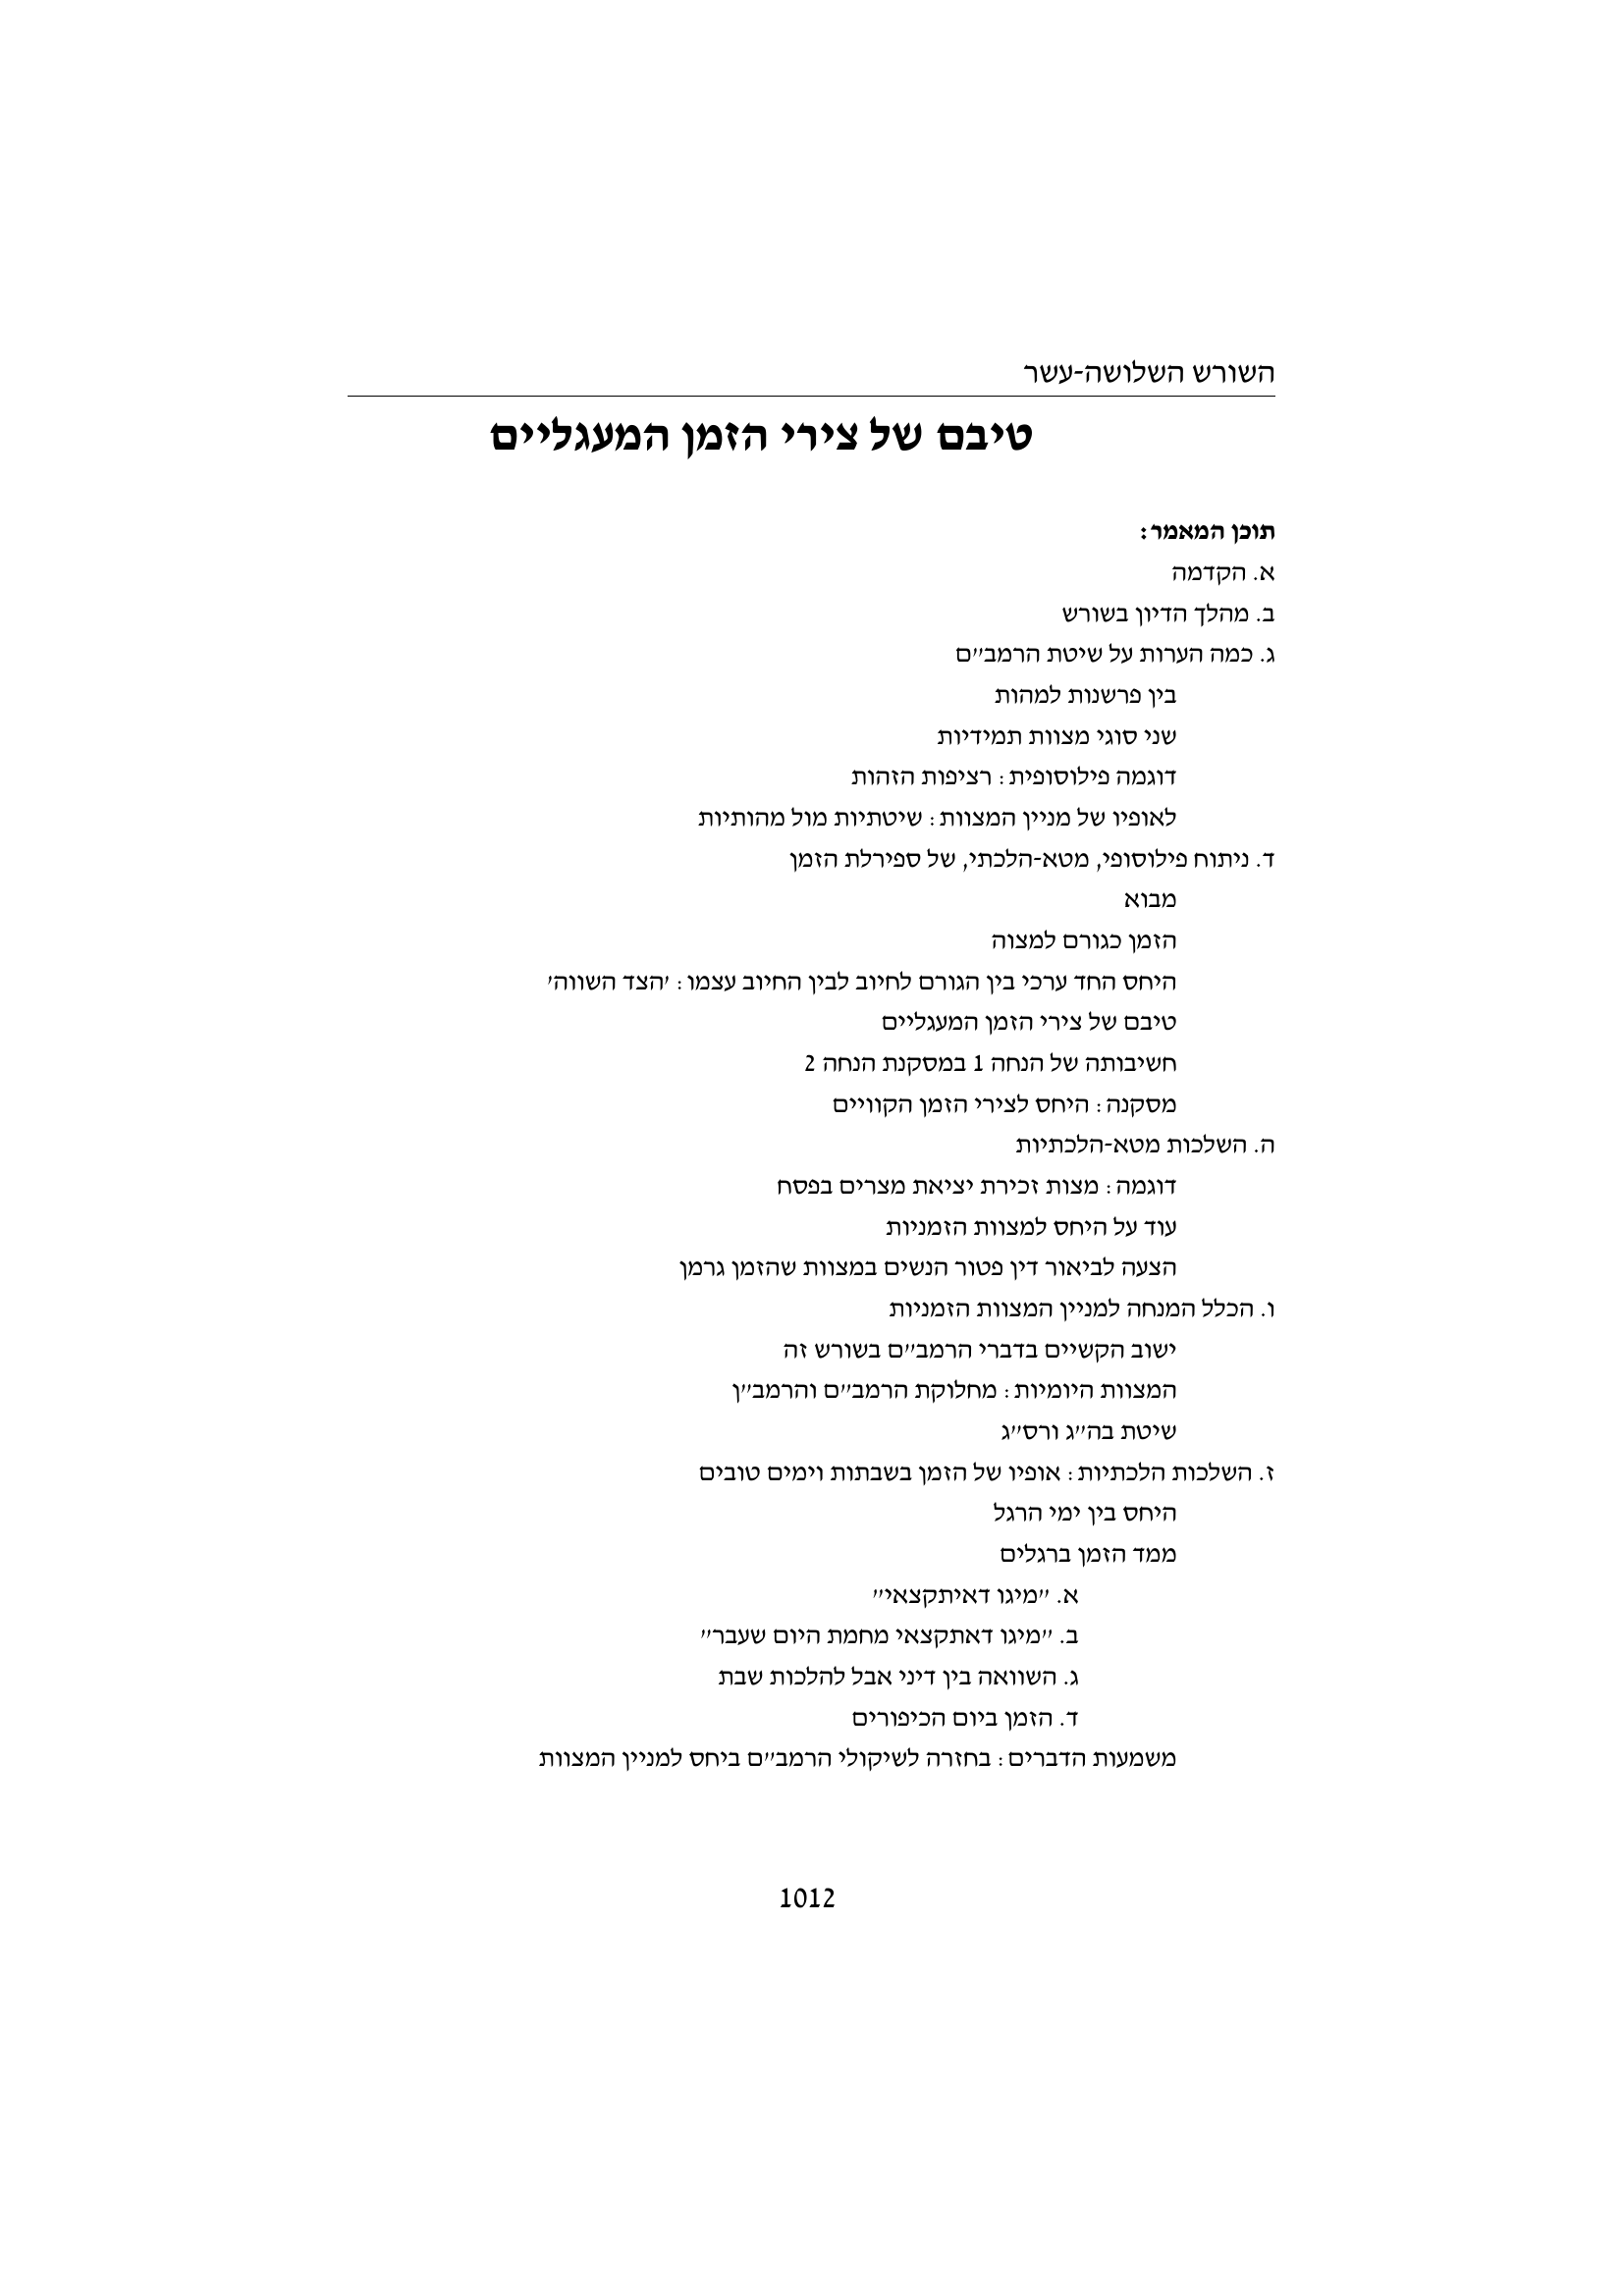 השורש השלושה-עשר
טיבם של צירי הזמן המעגליים
תוכן המאמר:
א. הקדמה
ב. מהלך הדיון בשורש
ג. כמה הערות על שיטת הרמב"ם
בין פרשנות למהות
שני סוגי מצוות תמידיות
דוגמה פילוסופית: רציפות הזהות
לאופיו של מניין המצוות: שיטתיות מול מהותיות
ד. ניתוח פילוסופי, מטא-הלכתי, של ספירלת הזמן
מבוא
הזמן כגורם למצוה
היחס החד ערכי בין הגורם לחיוב לבין החיוב עצמו: 'הצד השווה'
טיבם של צירי הזמן המעגליים
חשיבותה של הנחה 1 במסקנת הנחה 2
מסקנה: היחס לצירי הזמן הקוויים
ה. השלכות מטא-הלכתיות
דוגמה: מצות זכירת יציאת מצרים בפסח
עוד על היחס למצוות הזמניות
הצעה לביאור דין פטור הנשים במצוות שהזמן גרמן
ו. הכלל המנחה למניין המצוות הזמניות
ישוב הקשיים בדברי הרמב"ם בשורש זה
המצוות היומיות: מחלוקת הרמב"ם והרמב"ן
שיטת בה"ג ורס"ג
ז. השלכות הלכתיות: אופיו של הזמן בשבתות וימים טובים
היחס בין ימי הרגל
ממד הזמן ברגלים
א. "מיגו דאיתקצאי"
ב. "מיגו דאתקצאי מחמת היום שעבר"
ג. השוואה בין דיני אבל להלכות שבת
ד. הזמן ביום הכיפורים
משמעות הדברים: בחזרה לשיקולי הרמב"ם ביחס למניין המצוות
1012